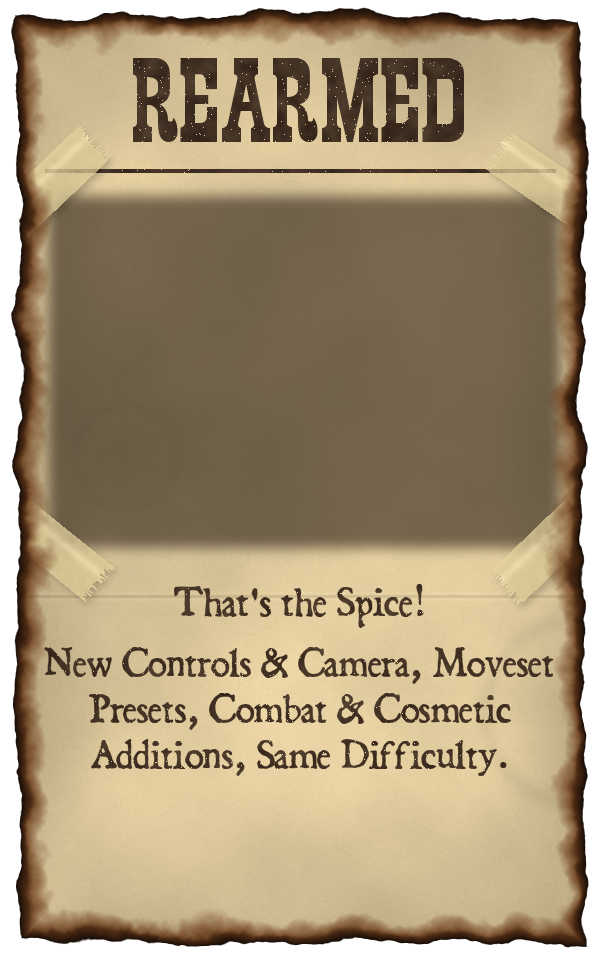 REARMED
That's the Spice!
New Controls & Camera, Moveset
Presets, Combat & Cosmetic
Additions, Same Difficulty.